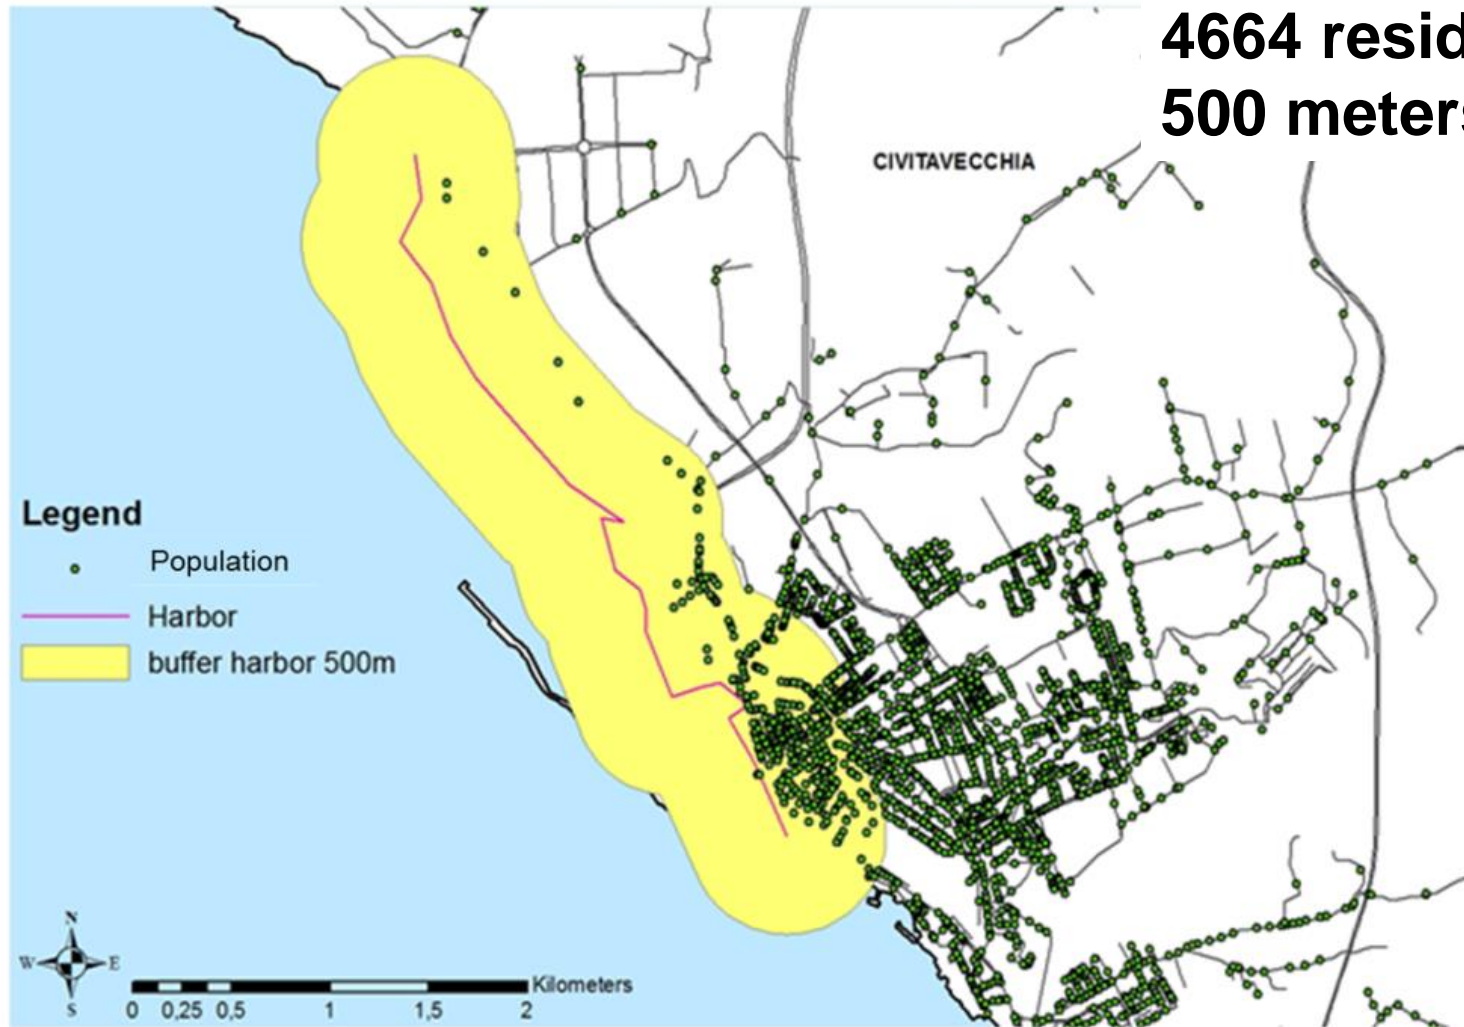 4664 resid
500 meters
CIVITAVECCHIA
Legend
Population
Harbor
buffer harbor 500m
N
W E
S
Kilometers
0 0,25 0,5 1 1,5 2